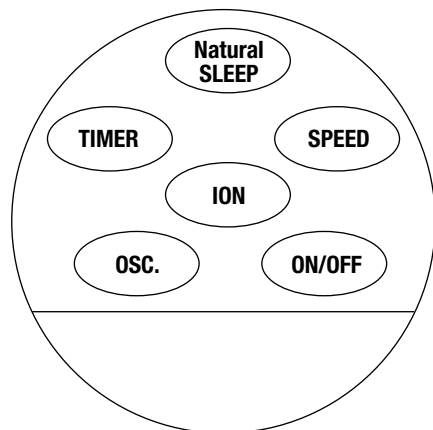 Natural
SLEEP
TIMER
SPEED
ION
OSC.
ON/OFF